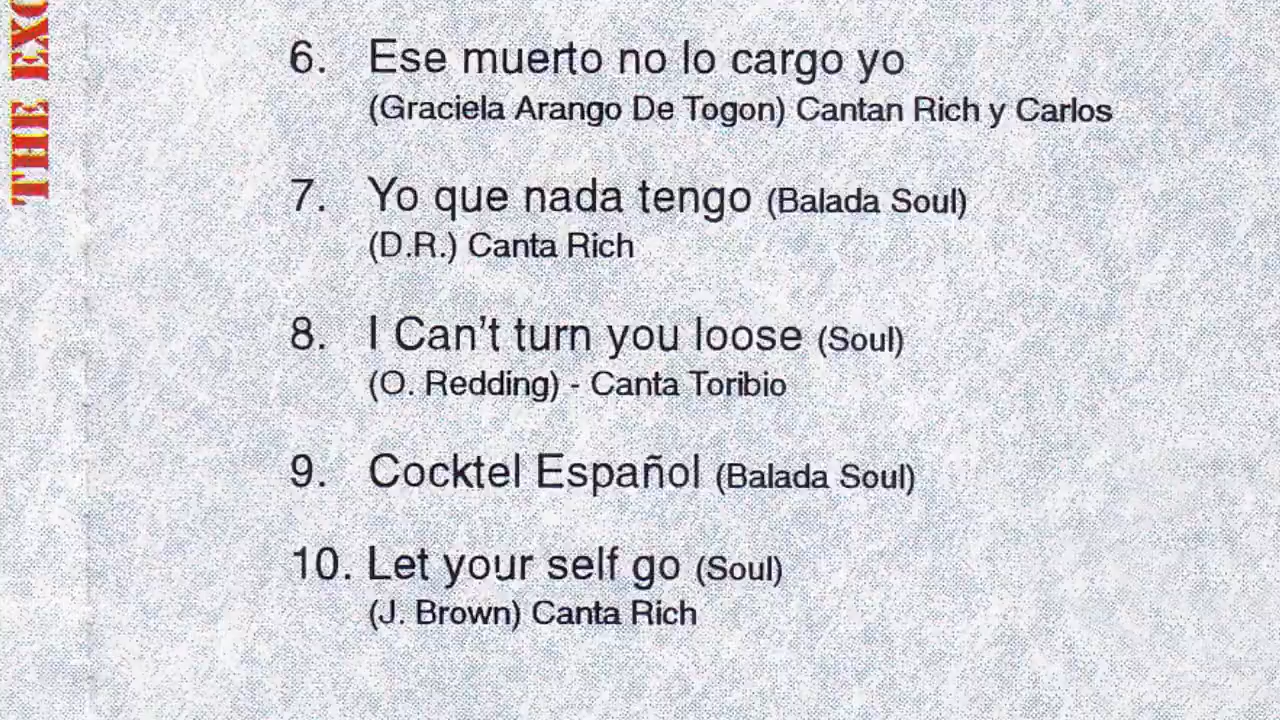 THE EXC
6. Ese muerto no lo cargo yo
(Graciela Arango De Togon) Cantan Rich y Carlos
7. Yo que nada tengo (Balada Soul)
(D.R.) Canta Rich
8. I Can't turn you loose (Soul)
(O. Redding) - Canta Toribio
9. Cocktel Español (Balada Soul)
10. Let your self go (Soul)
(J. Brown) Canta Rich